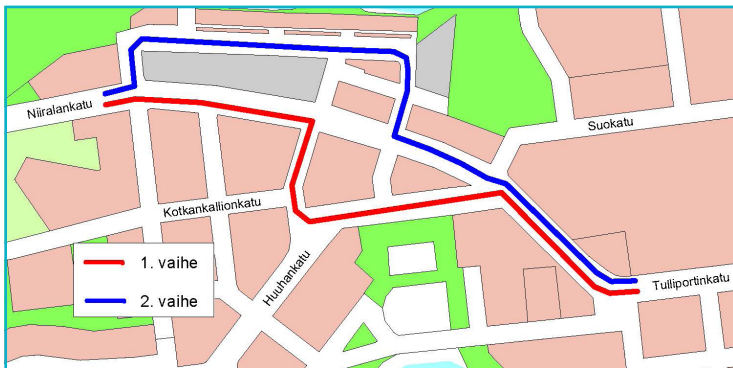 Niiralankatu
Suokatu
Kotkankallionkatu
Huuhankatu
Tulliportinkatu
1. vaihe
2. vaihe